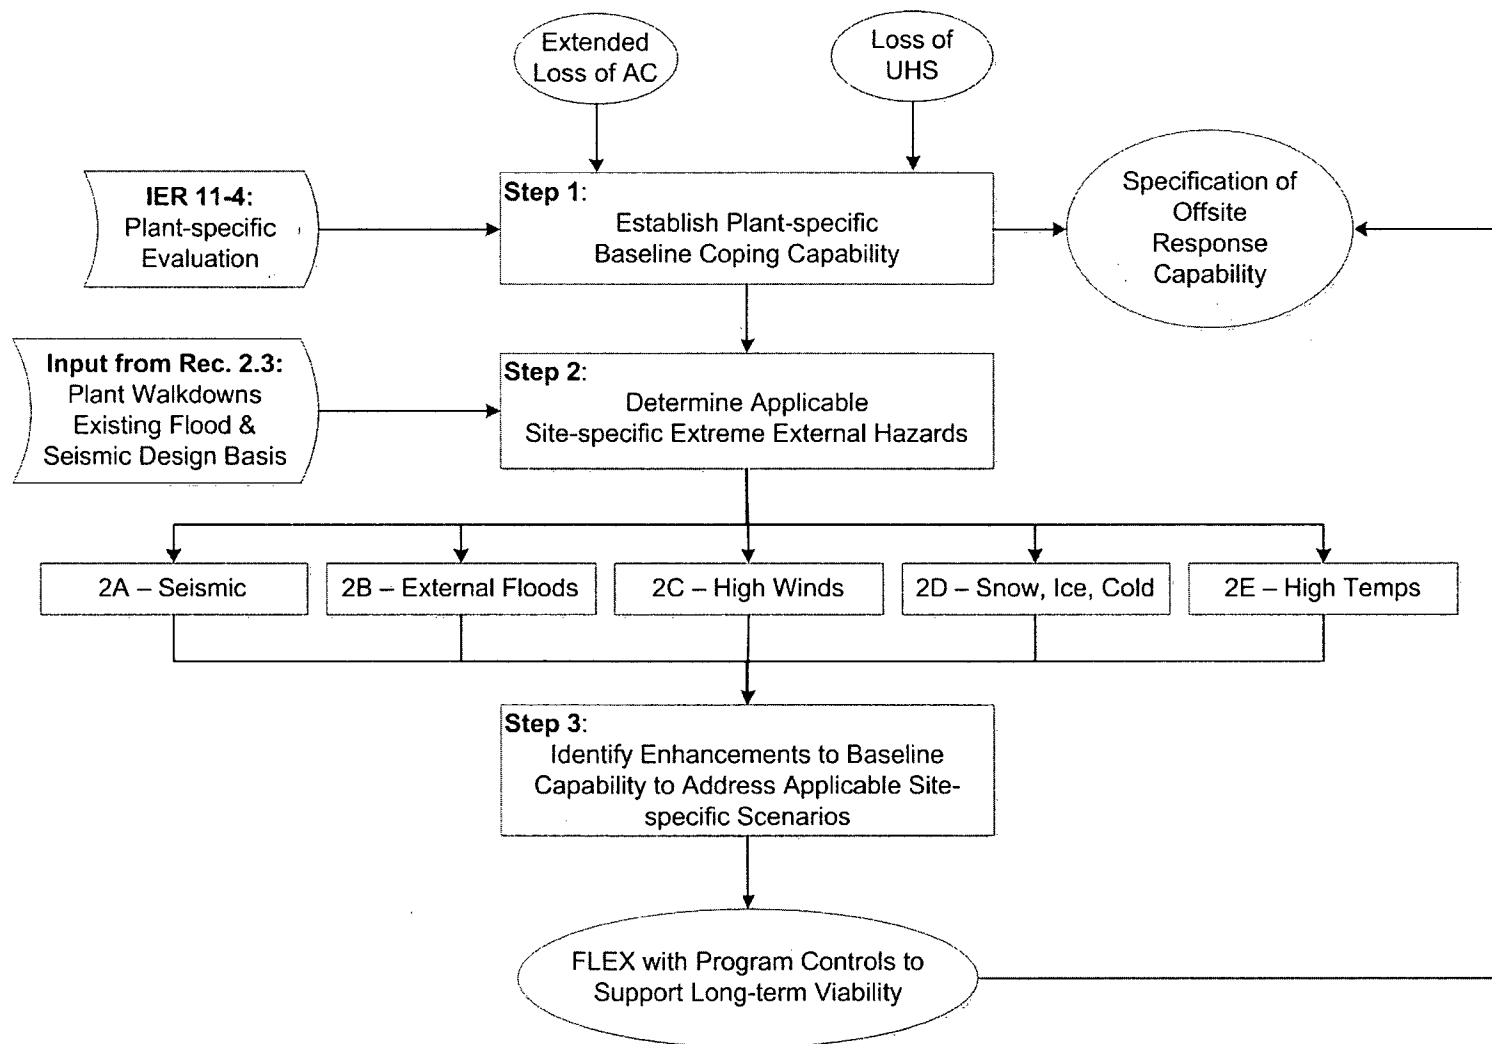 Extended
Loss of AC
Loss of
UHS
IER 11-4:
Plant-specific
Evaluation
Step 1:
Establish Plant-specific
Baseline Coping Capability
Specification of
Offsite
Response
Capability
Input from Rec. 2.3:
Plant Walkdowns
Existing Flood &
Seismic Design Basis
Step 2:
Determine Applicable
Site-specific Extreme External Hazards
2A – Seismic
2B – External Floods
2C – High Winds
2D – Snow, Ice, Cold
2E – High Temps
Step 3:
Identify Enhancements to Baseline
Capability to Address Applicable Site-
specific Scenarios
FLEX with Program Controls to
Support Long-term Viability